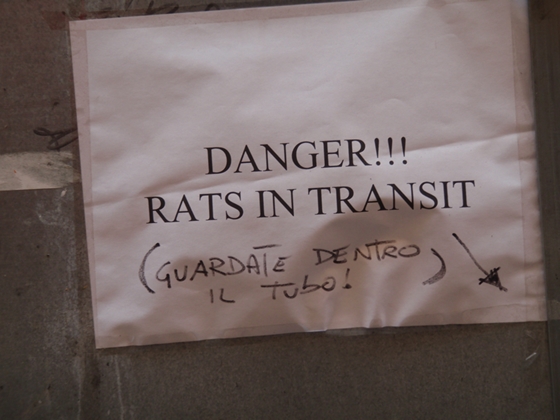 DANGER!!!
RATS IN TRANSIT
(GUARDATE DENTRO
IL TUBO!)